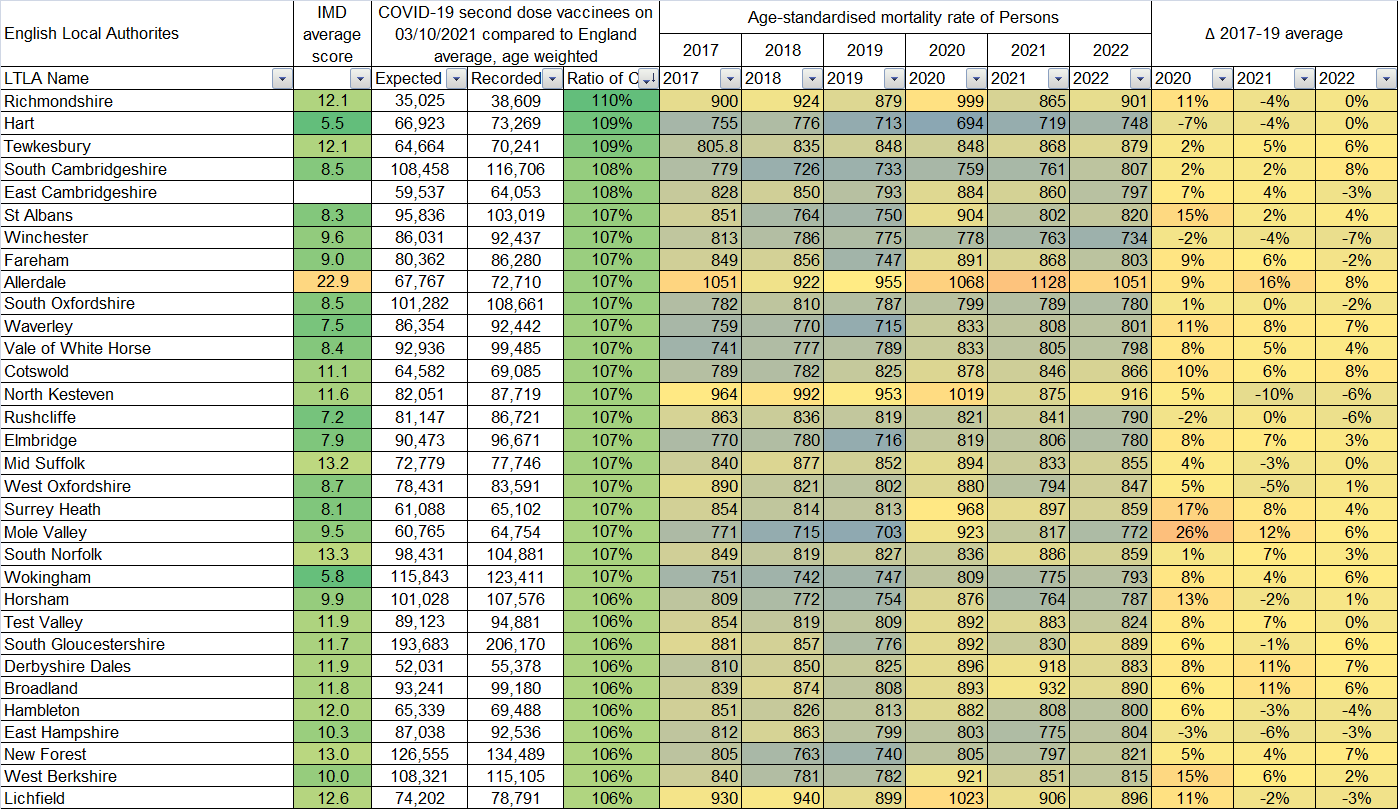 English Local Authorites IMD average score COVID-19 second dose vaccinees on 03/10/2021 compared to England average, age weighted Age-standardised mortality rate of Persons Δ 2017-19 average
2017 2018 2019 2020 2021 2022
LTLA Name Expected Recorded Ratio of O 2017 2018 2019 2020 2021 2022 2020 2021 2022
Richmondshire 12.1 35,025 38,609 110% 900 924 879 999 865 901 11% -4% 0%
Hart 5.5 66,923 73,269 109% 755 776 713 694 719 748 -7% -4% 0%
Tewkesbury 12.1 64,664 70,241 109% 805.8 835 848 848 868 879 2% 5% 6%
South Cambridgeshire 8.5 108,458 116,706 108% 779 726 733 759 761 807 2% 2% 8%
East Cambridgeshire 59,537 64,053 108% 828 850 793 884 860 797 7% 4% -3%
St Albans 8.3 95,836 103,019 107% 851 764 750 904 802 820 15% 2% 4%
Winchester 9.6 86,031 92,437 107% 813 786 775 778 763 734 -2% -4% -7%
Fareham 9.0 80,362 86,280 107% 849 856 747 891 868 803 9% 6% -2%
Allerdale 22.9 67,767 72,710 107% 1051 922 955 1068 1128 1051 9% 16% 8%
South Oxfordshire 8.5 101,282 108,661 107% 782 810 787 799 789 780 1% 0% -2%
Waverley 7.5 86,354 92,442 107% 759 770 715 833 808 801 11% 8% 7%
Vale of White Horse 8.4 92,936 99,485 107% 741 777 789 833 805 798 8% 5% 4%
Cotswold 11.1 64,582 69,085 107% 789 782 825 878 846 866 10% 6% 8%
North Kesteven 11.6 82,051 87,719 107% 964 992 953 1019 875 916 5% -10% -6%
Rushcliffe 7.2 81,147 86,721 107% 863 836 819 821 841 790 -2% 0% -6%
Elmbridge 7.9 90,473 96,671 107% 770 780 716 819 806 780 8% 7% 3%
Mid Suffolk 13.2 72,779 77,746 107% 840 877 852 894 833 855 4% -3% 0%
West Oxfordshire 8.7 78,431 83,591 107% 890 821 802 880 794 847 5% -5% 1%
Surrey Heath 8.1 61,088 65,102 107% 854 814 813 968 897 859 17% 8% 4%
Mole Valley 9.5 60,765 64,754 107% 771 715 703 923 817 772 26% 12% 6%
South Norfolk 13.3 98,431 104,881 107% 849 819 827 836 886 859 1% 7% 3%
Wokingham 5.8 115,843 123,411 107% 751 742 747 809 775 793 8% 4% 6%
Horsham 9.9 101,028 107,576 106% 809 772 754 876 764 787 13% -2% 1%
Test Valley 11.9 89,123 94,881 106% 854 819 809 892 883 824 8% 7% 0%
South Gloucestershire 11.7 193,683 206,170 106% 881 857 776 892 830 889 6% -1% 6%
Derbyshire Dales 11.9 52,031 55,378 106% 810 850 825 896 918 883 8% 11% 7%
Broadland 11.8 93,241 99,180 106% 839 874 808 893 932 890 6% 11% 6%
Hambleton 12.0 65,339 69,488 106% 851 826 813 882 808 800 6% -3% -4%
East Hampshire 10.3 87,038 92,536 106% 812 863 799 803 775 804 -3% -6% -3%
New Forest 13.0 126,555 134,489 106% 805 763 740 805 797 821 5% 4% 7%
West Berkshire 10.0 108,321 115,105 106% 840 781 782 921 851 815 15% 6% 2%
Lichfield 12.6 74,202 78,791 106% 930 940 899 1023 906 896 11% -2% -3%